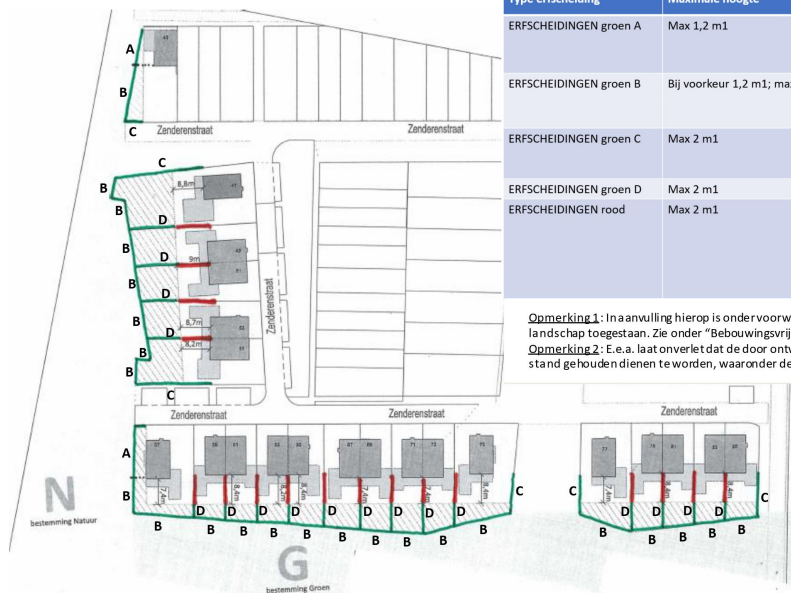 Type erfscheiding Maximale hoogte
ERFSCHEIDINGEN groen A Max 1,2 m1
ERFSCHEIDINGEN groen B Bij voorkeur 1,2 m1; max
ERFSCHEIDINGEN groen C Max 2 m1
ERFSCHEIDINGEN groen D Max 2 m1
ERFSCHEIDINGEN rood Max 2 m1
Opmerking 1: In aanvulling hierop is onder voorw
landschap toegestaan. Zie onder "Bebouwingsvrij
Opmerking 2: E.e.a. laat onverlet dat de door ontw
stand gehouden dienen te worden, waaronder de
A
B
C
Zenderenstraat Zenderenstraat
C
B
8,8m
B
D
B
9m
D
B
D
8,7m
D
8,2m
B
B
C
Zenderenstraat
Zenderenstraat Zenderenstraat Zenderenstraat
A
B
7,4m 8,4m 8,2m 8,4m 7,4m 7,4m 8,2m 7,4m 8,4m 8,4m
C C C
D D D D D D D D D D D
B B B B B B B B B B B B B
N
bestemming Natuur
G
bestemming Groen